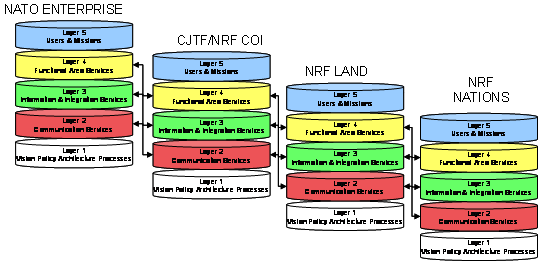 NATO ENTERPRISE
Layer 5
Users & Missions
Layer 4
Functional Area Services
Layer 3
Information & Integration Services
Layer 2
Communication Services
Layer 1
Vision Policy Architecture Processes
CJTF/NRF COI
Layer 5
Users & Missions
Layer 4
Functional Area Services
Layer 3
Information & Integration Services
Layer 2
Communication Services
Layer 1
Vision Policy Architecture Processes
NRF LAND
Layer 5
Users & Missions
Layer 4
Functional Area Services
Layer 3
Information & Integration Services
Layer 2
Communication Services
Layer 1
Vision Policy Architecture Processes
NRF
NATIONS
Layer 5
Users & Missions
Layer 4
Functional Area Services
Layer 3
Information & Integration Services
Layer 2
Communication Services
Layer 1
Vision Policy Architecture Processes